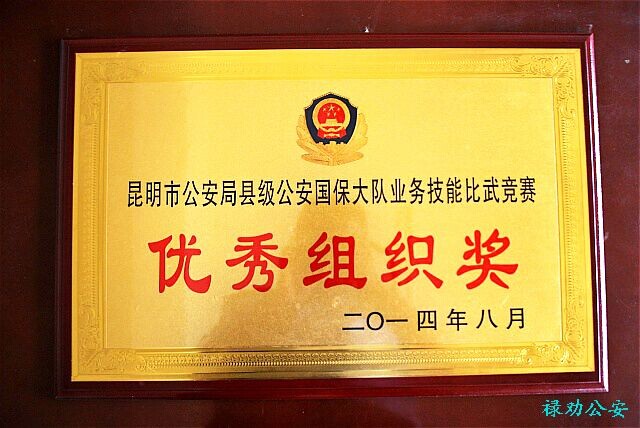 昆明市公安局县级公安国保大队业务技能比武竞赛
优秀组织奖
二〇一四年八月
禄劝公安